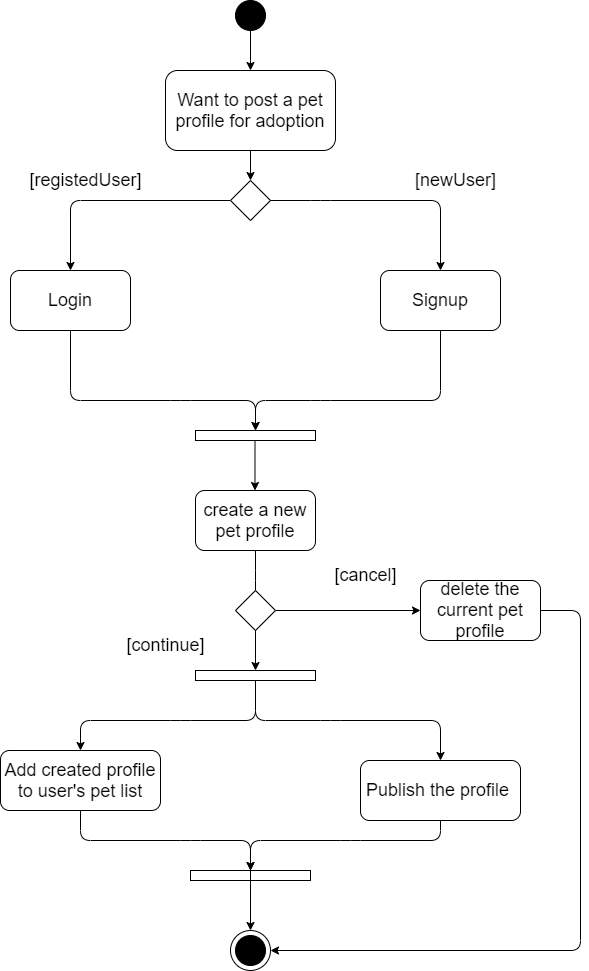 Want to post a pet
profile for adoption
[registedUser]
[newUser]
Login
Signup
create a new
pet profile
[cancel]
delete the
current pet
profile
[continue]
Add created profile
to user's pet list
Publish the profile